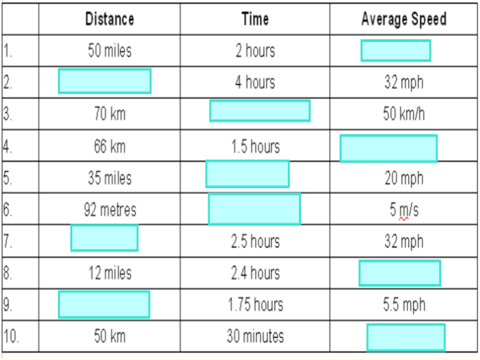 Distance Time Average Speed
1. 50 miles 2 hours
2. 4 hours 32 mph
3. 70 km 50 km/h
4. 66 km 1.5 hours
5. 35 miles 20 mph
6. 92 metres 5 m/s
7. 2.5 hours 32 mph
8. 12 miles 2.4 hours
9. 1.75 hours 5.5 mph
10. 50 km 30 minutes